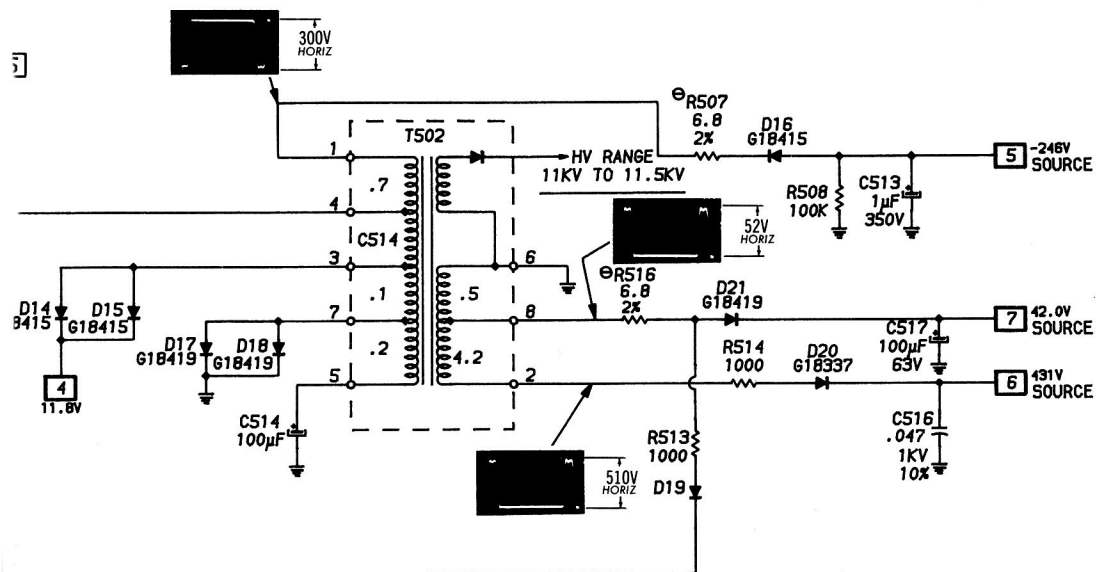 300V
HORIZ
5
T502
1
.7
4
C514
3
.1
7
.2
5
6
.5
8
4.2
2
HV RANGE
11KV TO 11.5KV
⊖R507
6.8
2%
D16
G18415
R508
100K
C513
1µF
350V
5
-246V
SOURCE
52V
HORIZ
⊖R516
6.8
2%
D21
G18419
C517
100µF
63V
7
42.0V
SOURCE
R514
1000
D20
G18337
6
431V
SOURCE
C516
.047
1KV
10%
D14
D15
G18415
D17
G18419
D18
G18419
4
11.8V
C514
100µF
R513
1000
D19
510V
HORIZ